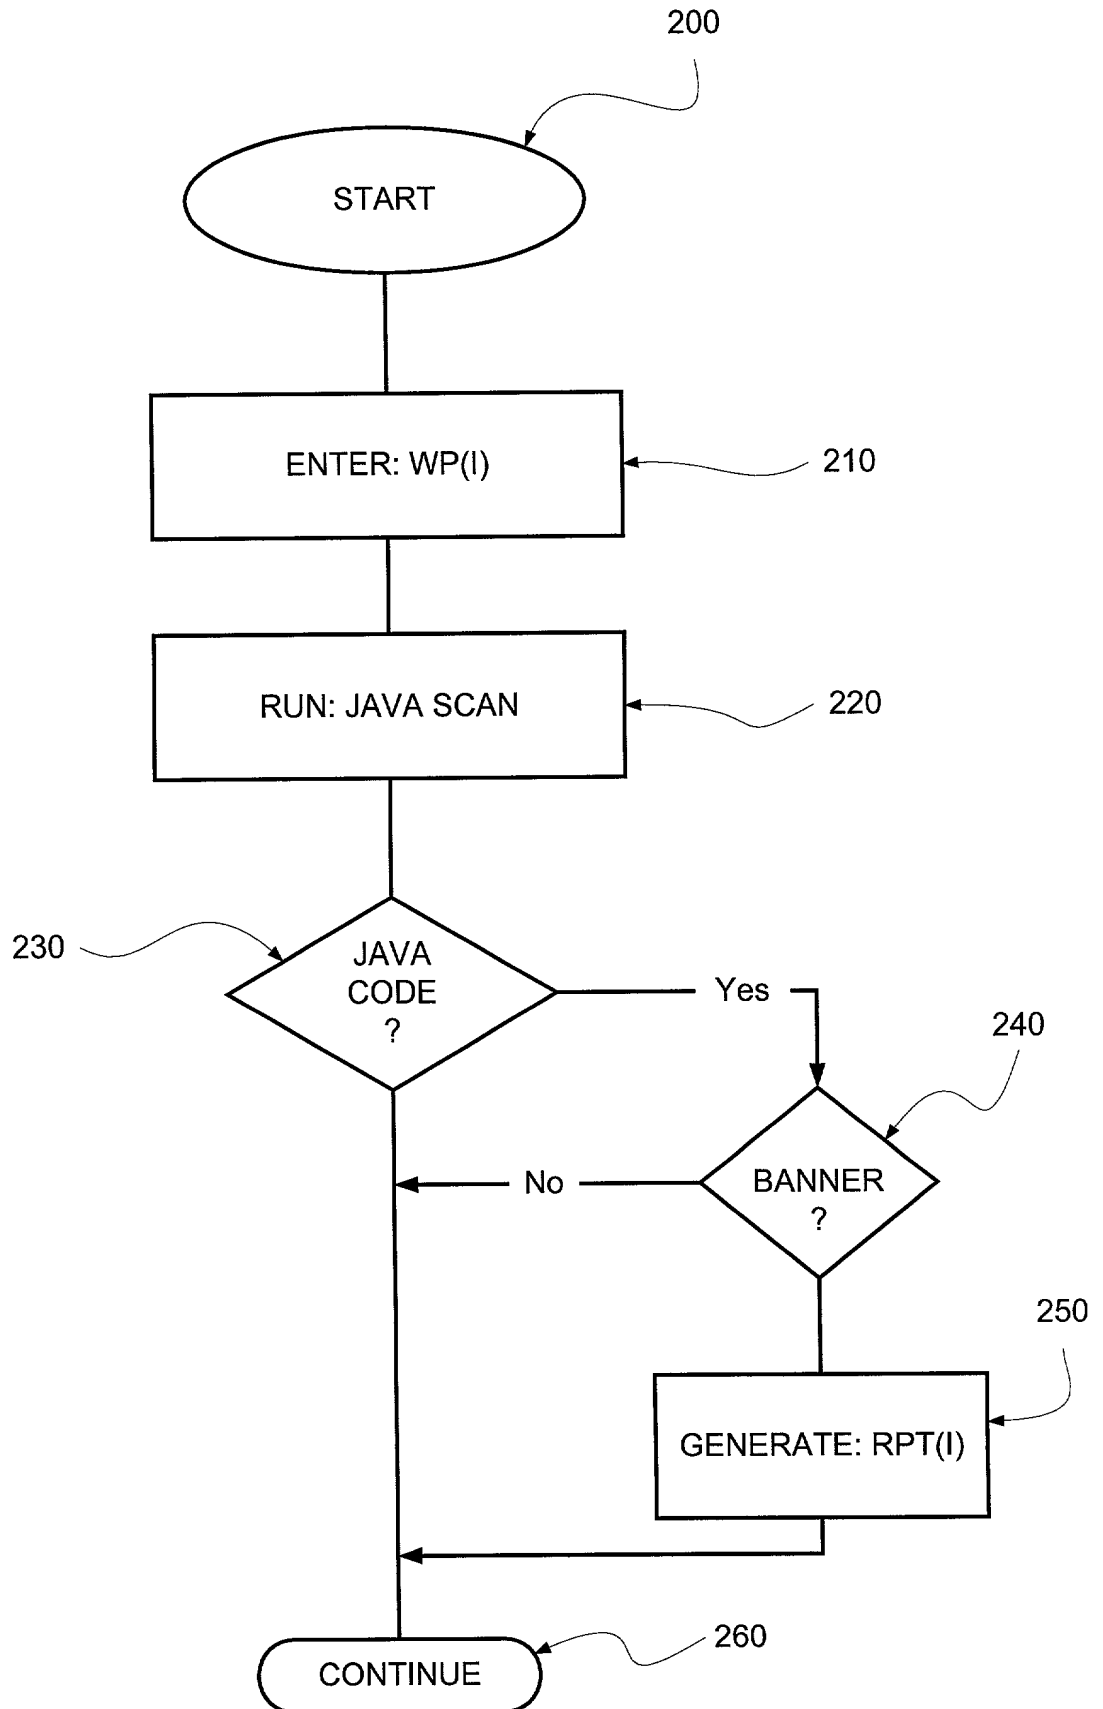 200
START
ENTER: WP(I)
210
RUN: JAVA SCAN
220
230
JAVA
CODE
?
Yes
240
No
BANNER
?
250
GENERATE: RPT(I)
260
CONTINUE